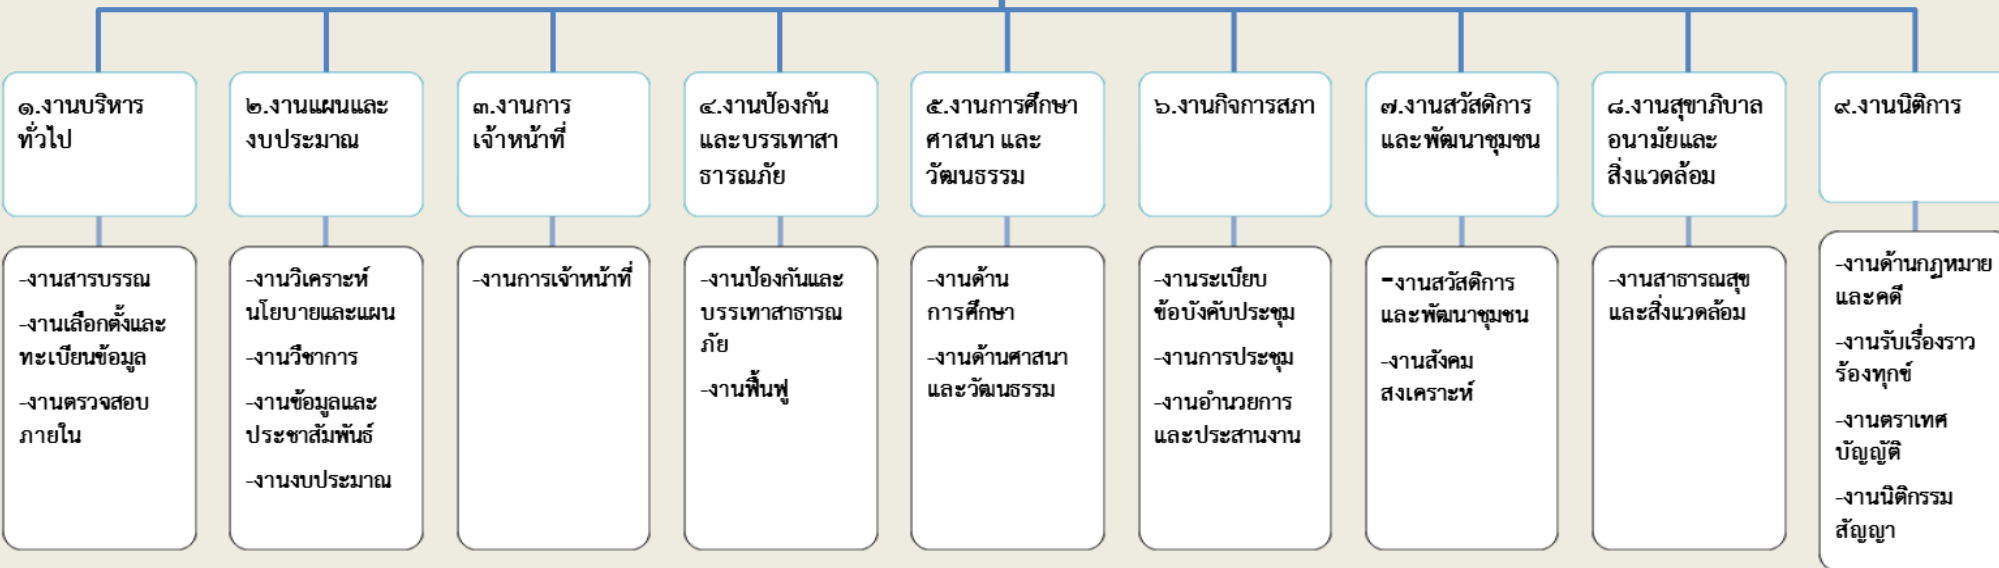 ๑.งานบริหาร
ทั่วไป
๒.งานแผนและ
งบประมาณ
๓.งานการ
เจ้าหน้าที่
๔.งานป้องกัน
และบรรเทาสา
ธารณภัย
๕.งานการศึกษา
ศาสนา และ
วัฒนธรรม
๖.งานกิจการสภา
๗.งานสวัสดิการ
และพัฒนาชุมชน
๘.งานสุขาภิบาล
อนามัยและ
สิ่งแวดล้อม
๙.งานนิติการ
-งานสารบรรณ
-งานเลือกตั้งและ
ทะเบียนข้อมูล
-งานตรวจสอบ
ภายใน
-งานวิเคราะห์
นโยบายและแผน
-งานวืชาการ
-งานข้อมูลและ
ประชาสัมพันธ์
-งานงบประมาณ
-งานการเจ้าหน้าที่
-งานป้องกันและ
บรรเทาสาธารณ
ภัย
-งานฟื้นฟู
-งานด้าน
การศึกษา
-งานด้านศาสนา
และวัฒนธรรม
-งานระเบียบ
ข้อบังคับประชุม
-งานการประชุม
-งานอำนวยการ
และประสานงาน
-งานสวัสดิการ
และพัฒนาชุมชน
-งานสังคม
สงเคราะห์
-งานสาธารณสุข
และสิ่งแวดล้อม
-งานด้านกฎหมาย
และคดี
-งานรับเรื่องราว
ร้องทุกข์
-งานตราเทศ
บัญญัติ
-งานนิติกรรม
สัญญา